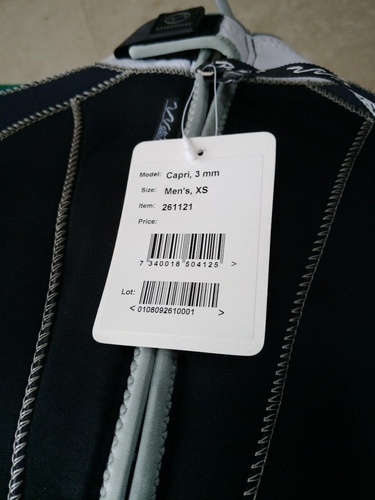 Model: Capri, 3 mm
Size: Men's, XS
Item: 261121
Price:
7 340018 504125 >
Lot:
< 0108092610001 >